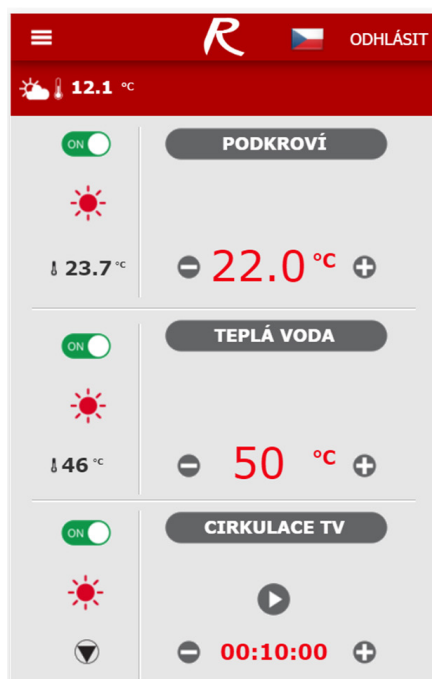 R ODHLÁSIT
12.1 °C
ON PODKROVÍ
23.7 °C 22.0 °C
ON TEPLÁ VODA
46 °C 50 °C
ON CIRKULACE TV
00:10:00